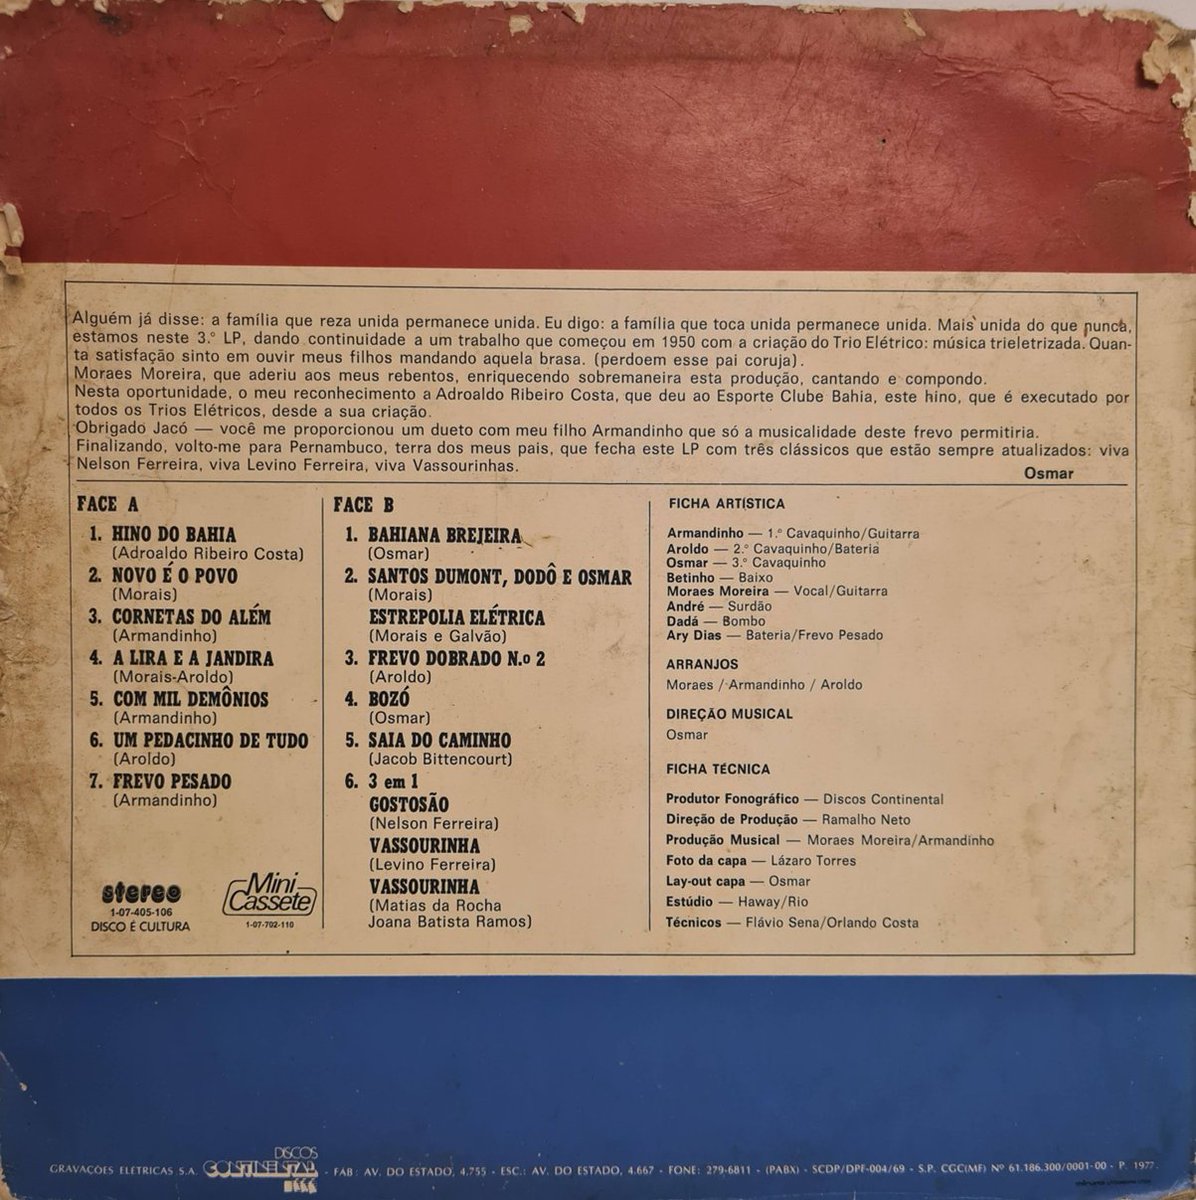 Alguém já disse: a família que reza unida permanece unida. Eu digo: a família que toca unida permanece unida. Mais unida do que nunca,
estamos neste 3.° LP, dando continuidade a um trabalho que começou em 1950 com a criação do Trio Elétrico: música trieletrizada. Quan-
ta satisfação sinto em ouvir meus filhos mandando aquela brasa. (perdoem esse pai coruja).
Moraes Moreira, que aderiu aos meus rebentos, enriquecendo sobremaneira esta produção, cantando e compondo.
Nesta oportunidade, o meu reconhecimento a Adroaldo Ribeiro Costa, que deu ao Esporte Clube Bahia, este hino, que é executado por
todos os Trios Elétricos, desde a sua criação.
Obrigado Jacó — você me proporcionou um dueto com meu filho Armandinho que só a musicalidade deste frevo permitiria.
Finalizando, volto-me para Pernambuco, terra dos meus pais, que fecha este LP com três clássicos que estão sempre atualizados: viva
Nelson Ferreira, viva Levino Ferreira, viva Vassourinhas.
Osmar
FACE A
1. HINO DO BAHIA
(Adroaldo Ribeiro Costa)
2. NOVO É O POVO
(Morais)
3. CORNETAS DO ALÉM
(Armandinho)
4. A LIRA E A JANDIRA
(Morais-Aroldo)
5. COM MIL DEMÔNIOS
(Armandinho)
6. UM PEDACINHO DE TUDO
(Aroldo)
7. FREVO PESADO
(Armandinho)
stereo
1-07-405-106
DISCO É CULTURA
Mini
Cassete
1-07-702-110
FACE B
1. BAHIANA BREJEIRA
(Osmar)
2. SANTOS DUMONT, DODÔ E OSMAR
(Morais)
ESTREPOLIA ELÉTRICA
(Morais e Galvão)
3. FREVO DOBRADO N.o 2
(Aroldo)
4. BOZÓ
(Osmar)
5. SAIA DO CAMINHO
(Jacob Bittencourt)
6. 3 em 1
GOSTOSÃO
(Nelson Ferreira)
VASSOURINHA
(Levino Ferreira)
VASSOURINHA
(Matias da Rocha
Joana Batista Ramos)
FICHA ARTÍSTICA
Armandinho — 1.° Cavaquinho/Guitarra
Aroldo — 2.° Cavaquinho/Bateria
Osmar — 3.° Cavaquinho
Betinho — Baixo
Moraes Moreira — Vocal/Guitarra
André — Surdão
Dadá — Bombo
Ary Dias — Bateria/Frevo Pesado
ARRANJOS
Moraes / Armandinho / Aroldo
DIREÇÃO MUSICAL
Osmar
FICHA TÉCNICA
Produtor Fonográfico — Discos Continental
Direção de Produção — Ramalho Neto
Produção Musical — Moraes Moreira/Armandinho
Foto da capa — Lázaro Torres
Lay-out capa — Osmar
Estúdio — Haway/Rio
Técnicos — Flávio Sena/Orlando Costa
DISCOS
GRAVAÇÕES ELÉTRICAS S.A. CONTINENTAL - FAB: AV. DO ESTADO, 4.755 - ESC.: AV. DO ESTADO, 4.667 - FONE: 279-6811 - (PABX) - SCDP/DPF-004/69 - S.P. CGC(MF) Nº 61.186.300/0001-00 - P. 1977.